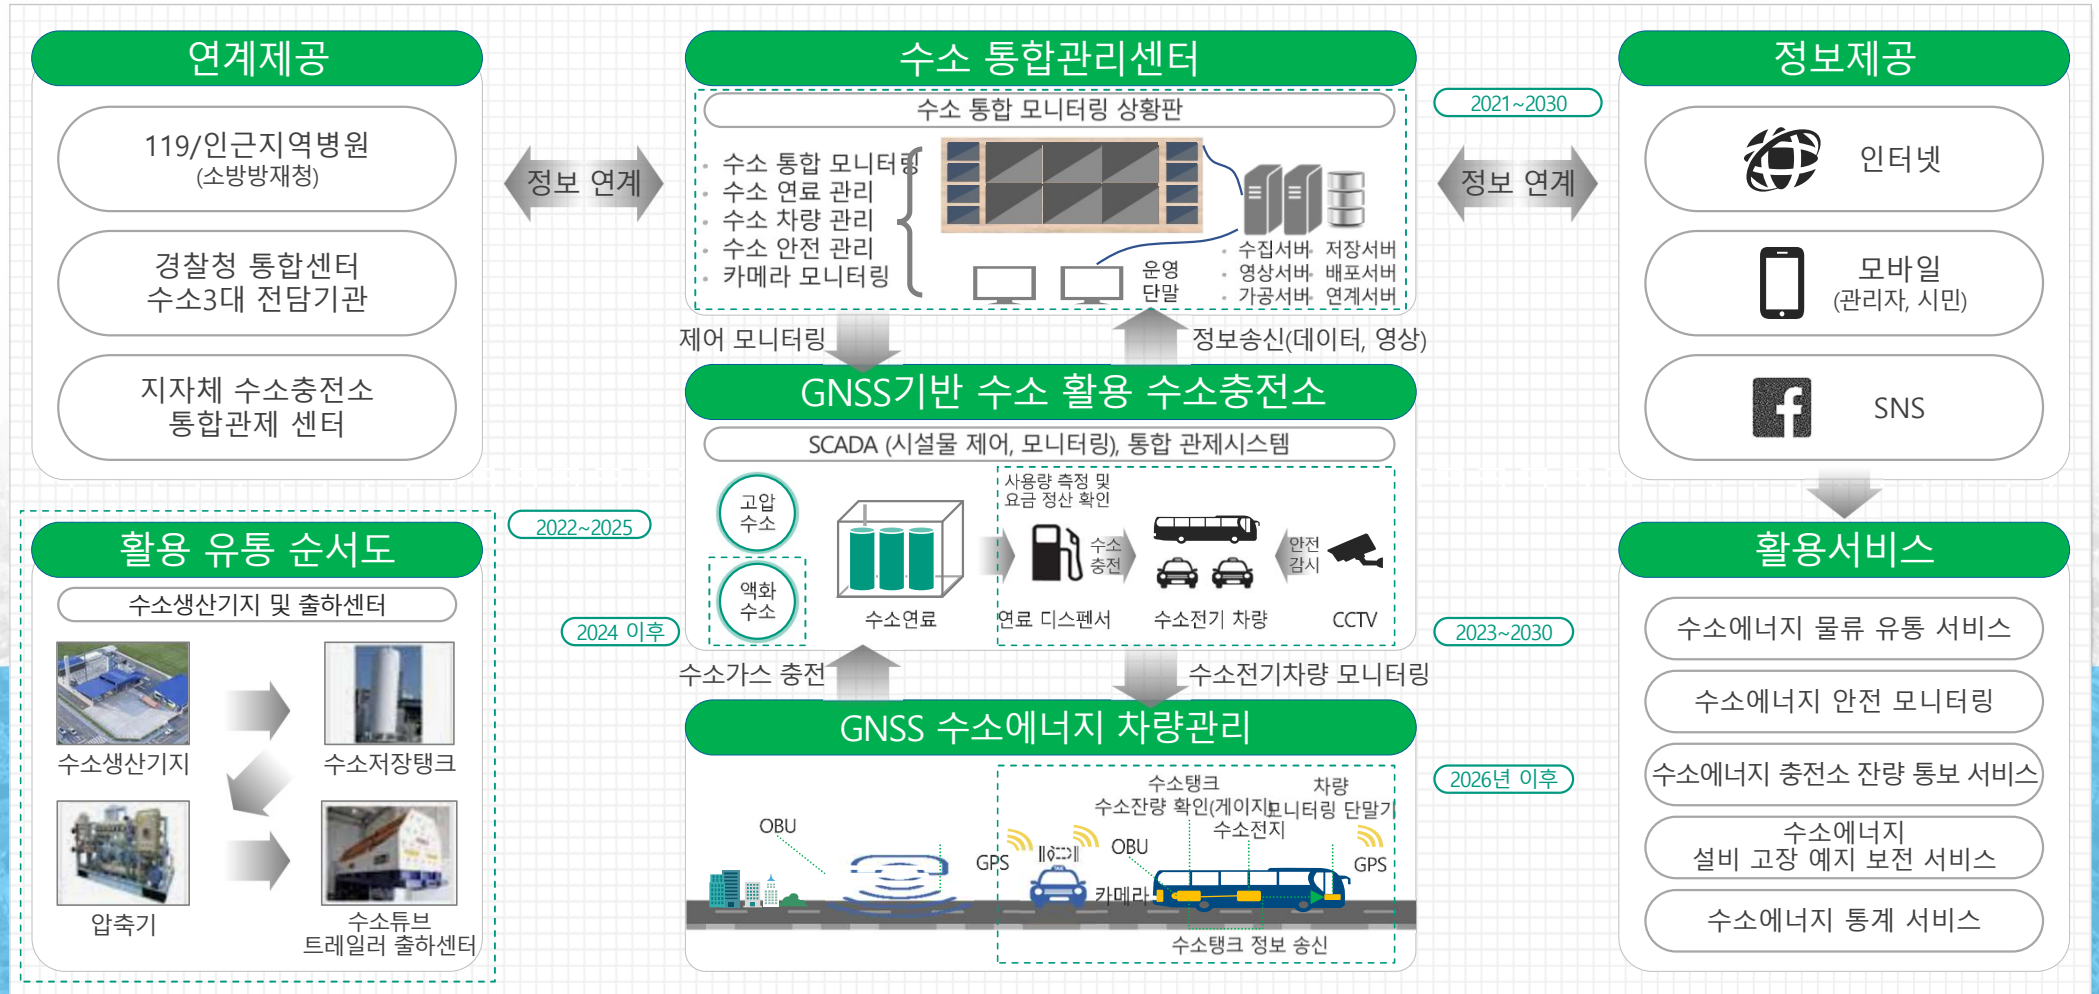 연계제공
119/인근지역병원
(소방방재청)
경찰청 통합센터
수소3대 전담기관
지자체 수소충전소
통합관제 센터
정보 연계
수소 통합관리센터
수소 통합 모니터링 상황판
수소 통합 모니터링
수소 연료 관리
수소 차량 관리
수소 안전 관리
카메라 모니터링
운영
단말
수집서버 저장서버
영상서버 배포서버
가공서버 연계서버
2021~2030
정보 연계
정보제공
인터넷
모바일
(관리자, 시민)
SNS
제어 모니터링
정보송신(데이터, 영상)
GNSS기반 수소 활용 수소충전소
SCADA (시설물 제어, 모니터링), 통합 관제시스템
고압
수소
액화
수소
수소연료
사용량 측정 및
요금 정산 확인
수소
충전
안전
감시
연료 디스펜서
수소전기 차량
CCTV
2022~2025
2024 이후
2023~2030
수소가스 충전
수소전기차량 모니터링
활용 유통 순서도
수소생산기지 및 출하센터
수소생산기지
수소저장탱크
압축기
수소튜브
트레일러 출하센터
GNSS 수소에너지 차량관리
2026년 이후
수소탱크
수소잔량 확인(게이지)
수소전지
차량
모니터링 단말기
OBU
GPS
OBU
GPS
카메라
수소탱크 정보 송신
활용서비스
수소에너지 물류 유통 서비스
수소에너지 안전 모니터링
수소에너지 충전소 잔량 통보 서비스
수소에너지
설비 고장 예지 보전 서비스
수소에너지 통계 서비스